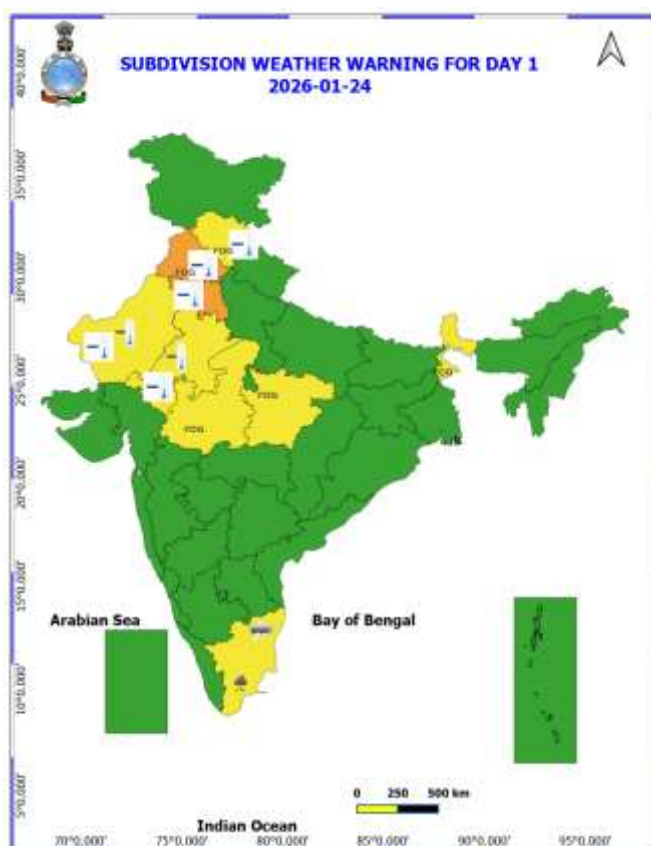 SUBDIVISION WEATHER WARNING FOR DAY 1
2026-01-24
40°0.000'
35°0.000'
30°0.000'
25°0.000'
20°0.000'
15°0.000'
10°0.000'
5°0.000'
FOG
FOG
FOG
FOG
Arabian Sea
Bay of Bengal
0 250 500 km
Indian Ocean
70°0.000' 75°0.000' 80°0.000' 85°0.000' 90°0.000' 95°0.000'